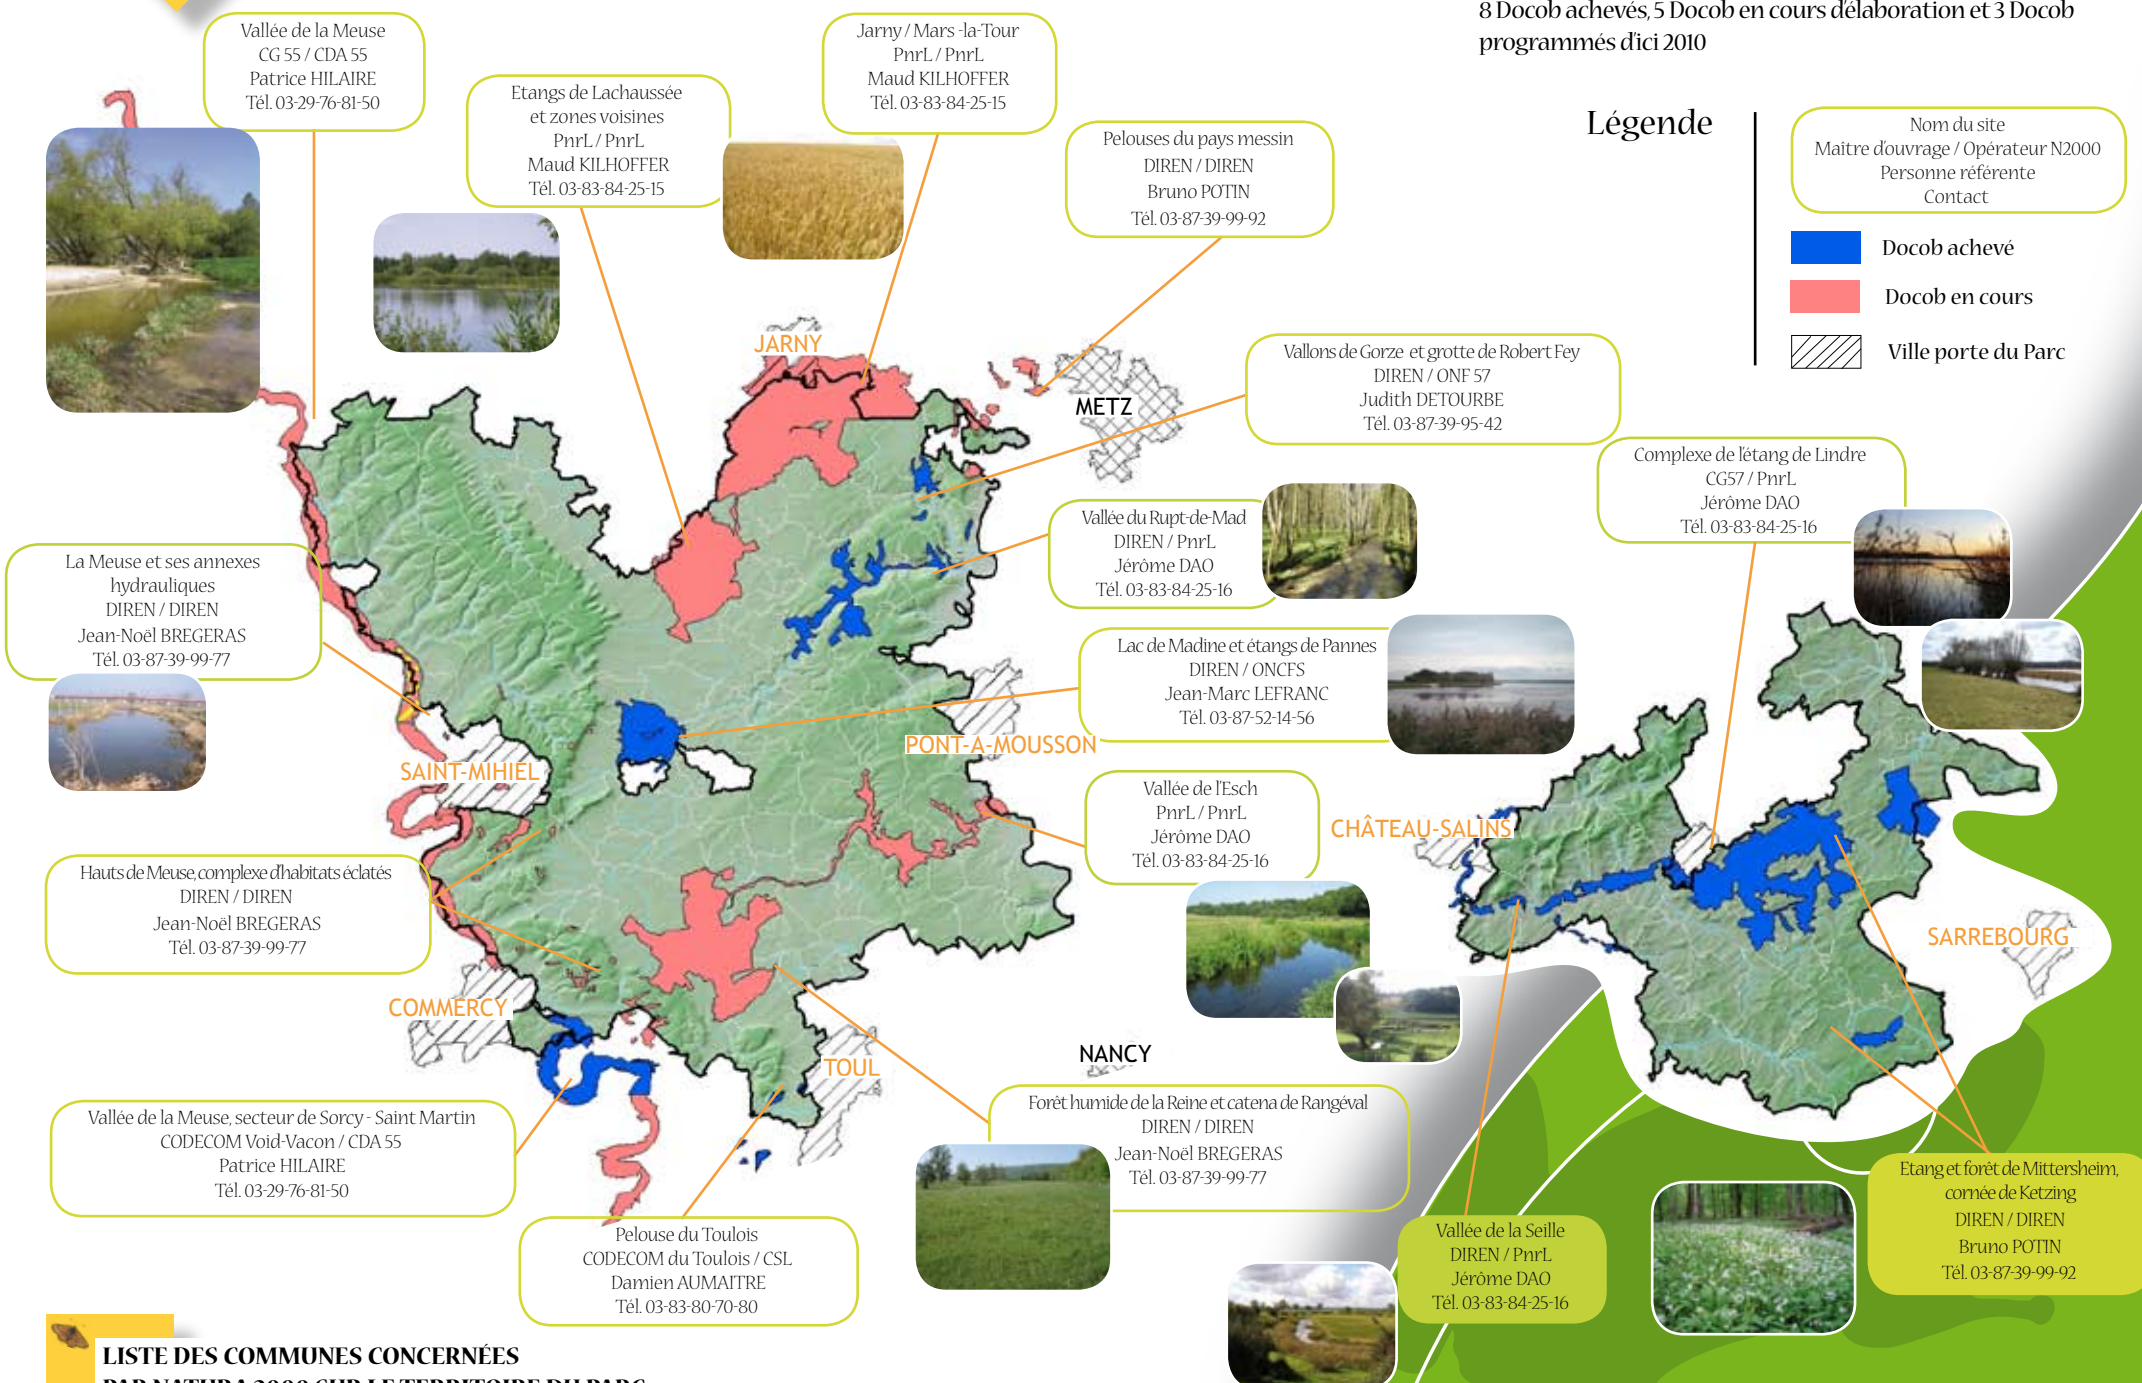 8 Docob achevés, 5 Docob en cours d'élaboration et 3 Docob
programmés d'ici 2010
Légende
Nom du site
Maître d'ouvrage / Opérateur N2000
Personne référente
Contact
Docob achevé
Docob en cours
Ville porte du Parc
Vallée de la Meuse
CG 55 / CDA 55
Patrice HILAIRE
Tél. 03-29-76-81-50
Etangs de Lachaussée
et zones voisines
PnrL / PnrL
Maud KILHOFFER
Tél. 03-83-84-25-15
Jarny / Mars -la-Tour
PnrL / PnrL
Maud KILHOFFER
Tél. 03-83-84-25-15
Pelouses du pays messin
DIREN / DIREN
Bruno POTIN
Tél. 03-87-39-99-92
JARNY
METZ
Vallons de Gorze et grotte de Robert Fey
DIREN / ONF 57
Judith DETOURBE
Tél. 03-87-39-95-42
Complexe de l'étang de Lindre
CG57 / PnrL
Jérôme DAO
Tél. 03-83-84-25-16
Vallée du Rupt-de-Mad
DIREN / PnrL
Jérôme DAO
Tél. 03-83-84-25-16
La Meuse et ses annexes
hydrauliques
DIREN / DIREN
Jean-Noël BREGERAS
Tél. 03-87-39-99-77
Lac de Madine et étangs de Pannes
DIREN / ONCFS
Jean-Marc LEFRANC
Tél. 03-87-52-14-56
PONT-A-MOUSSON
SAINT-MIHIEL
Vallée de l'Esch
PnrL / PnrL
Jérôme DAO
Tél. 03-83-84-25-16
CHÂTEAU-SALINS
Hauts de Meuse, complexe d'habitats éclatés
DIREN / DIREN
Jean-Noël BREGERAS
Tél. 03-87-39-99-77
SARREBOURG
COMMERCY
NANCY
TOUL
Vallée de la Meuse, secteur de Sorcy - Saint Martin
CODECOM Void-Vacon / CDA 55
Patrice HILAIRE
Tél. 03-29-76-81-50
Forêt humide de la Reine et catena de Rangéval
DIREN / DIREN
Jean-Noël BREGERAS
Tél. 03-87-39-99-77
Etang et forêt de Mittersheim,
cornée de Ketzing
DIREN / DIREN
Bruno POTIN
Tél. 03-87-39-99-92
Pelouse du Toulois
CODECOM du Toulois / CSL
Damien AUMAITRE
Tél. 03-83-80-70-80
Vallée de la Seille
DIREN / PnrL
Jérôme DAO
Tél. 03-83-84-25-16
LISTE DES COMMUNES CONCERNÉES
PAR NATURA 2000 SUR LE TERRITOIRE DU PARC